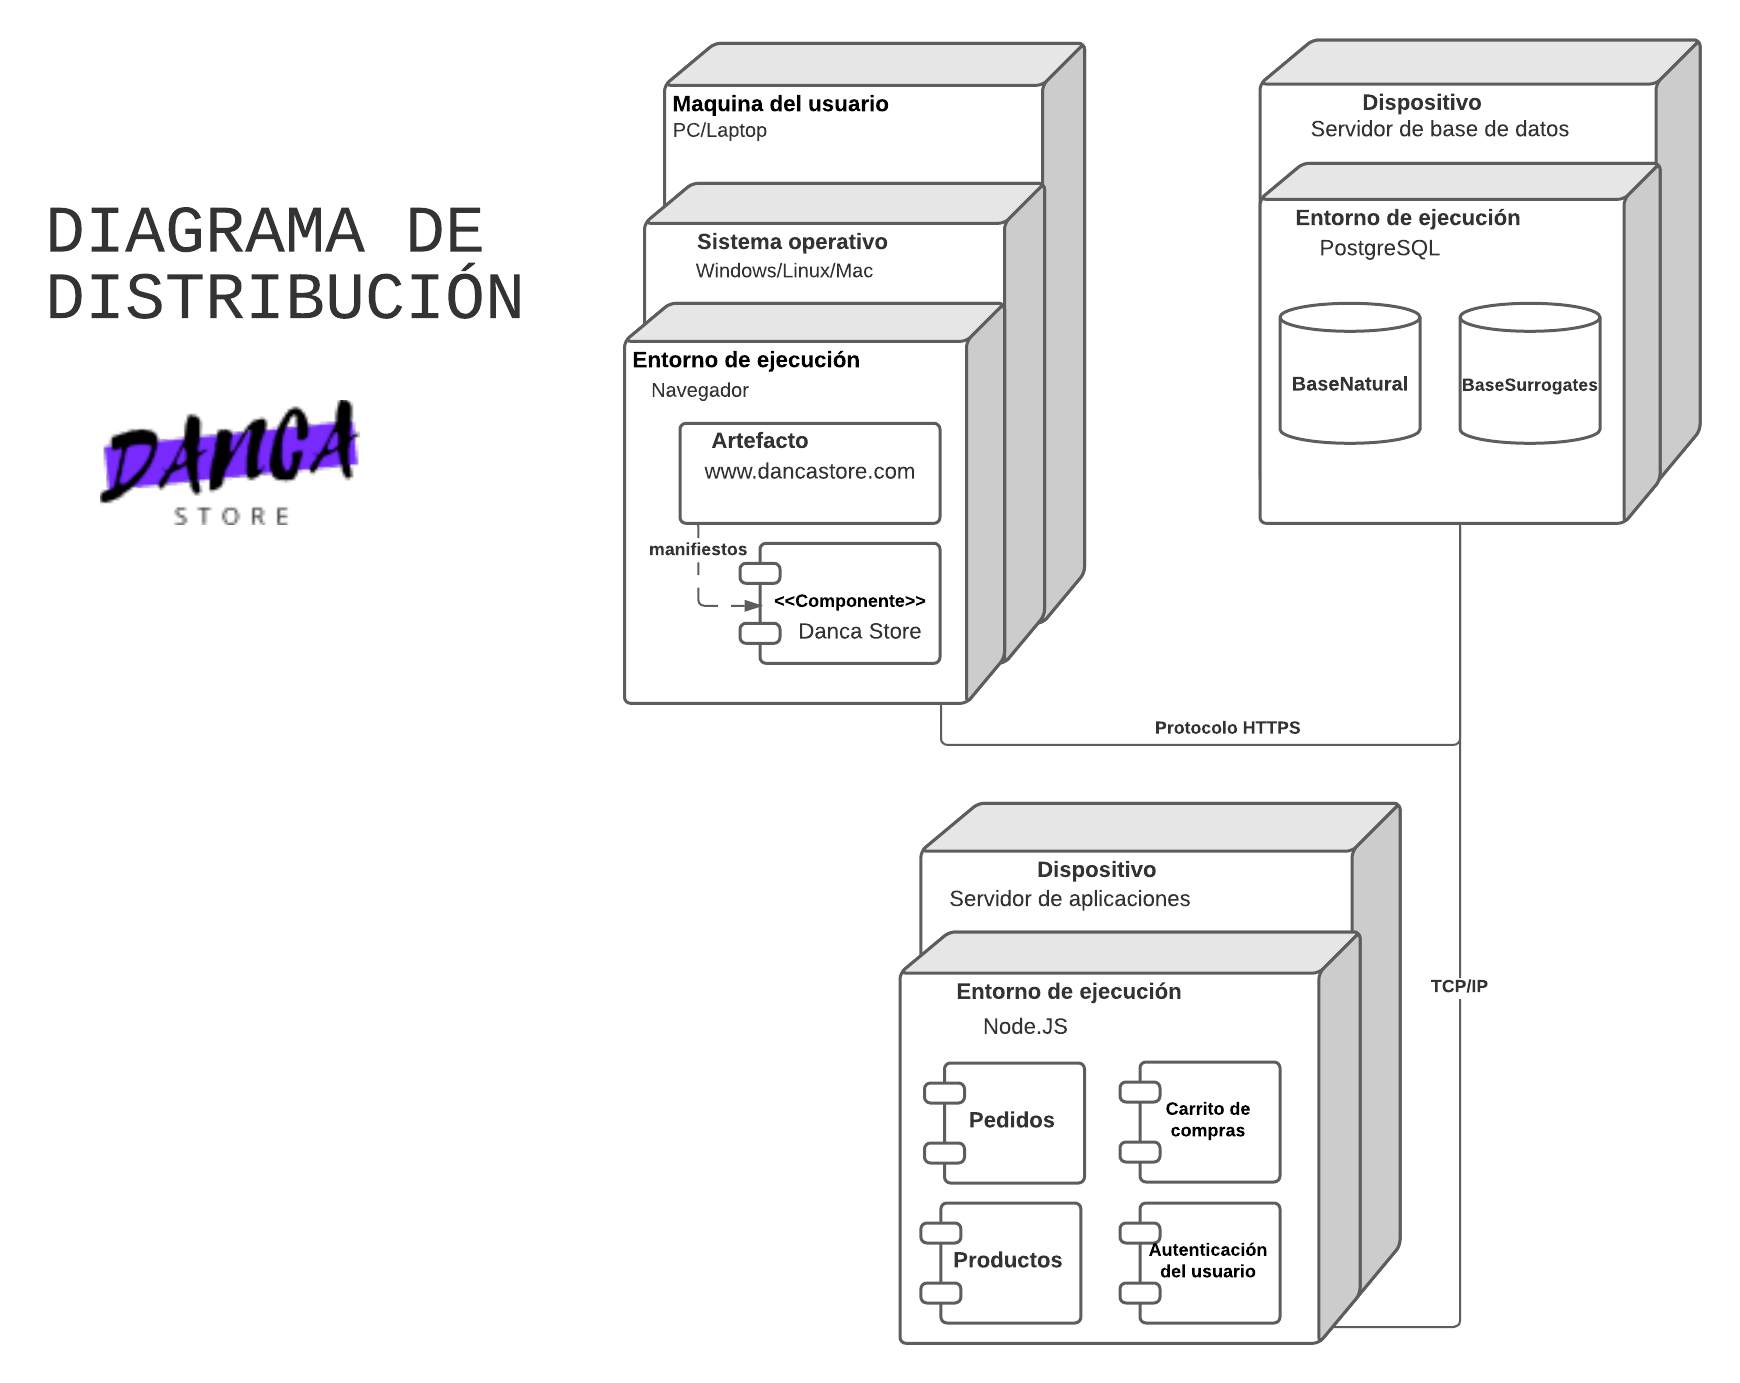 DIAGRAMA DE
DISTRIBUCIÓN
DANCA
STORE
Maquina del usuario
PC/Laptop
Sistema operativo
Windows/Linux/Mac
Entorno de ejecución
Navegador
Artefacto
www.dancastore.com
manifiestos
<<Componente>>
Danca Store
Dispositivo
Servidor de base de datos
Entorno de ejecución
PostgreSQL
BaseNatural
BaseSurrogates
Protocolo HTTPS
TCP/IP
Dispositivo
Servidor de aplicaciones
Entorno de ejecución
Node.JS
Pedidos
Carrito de
compras
Productos
Autenticación
del usuario